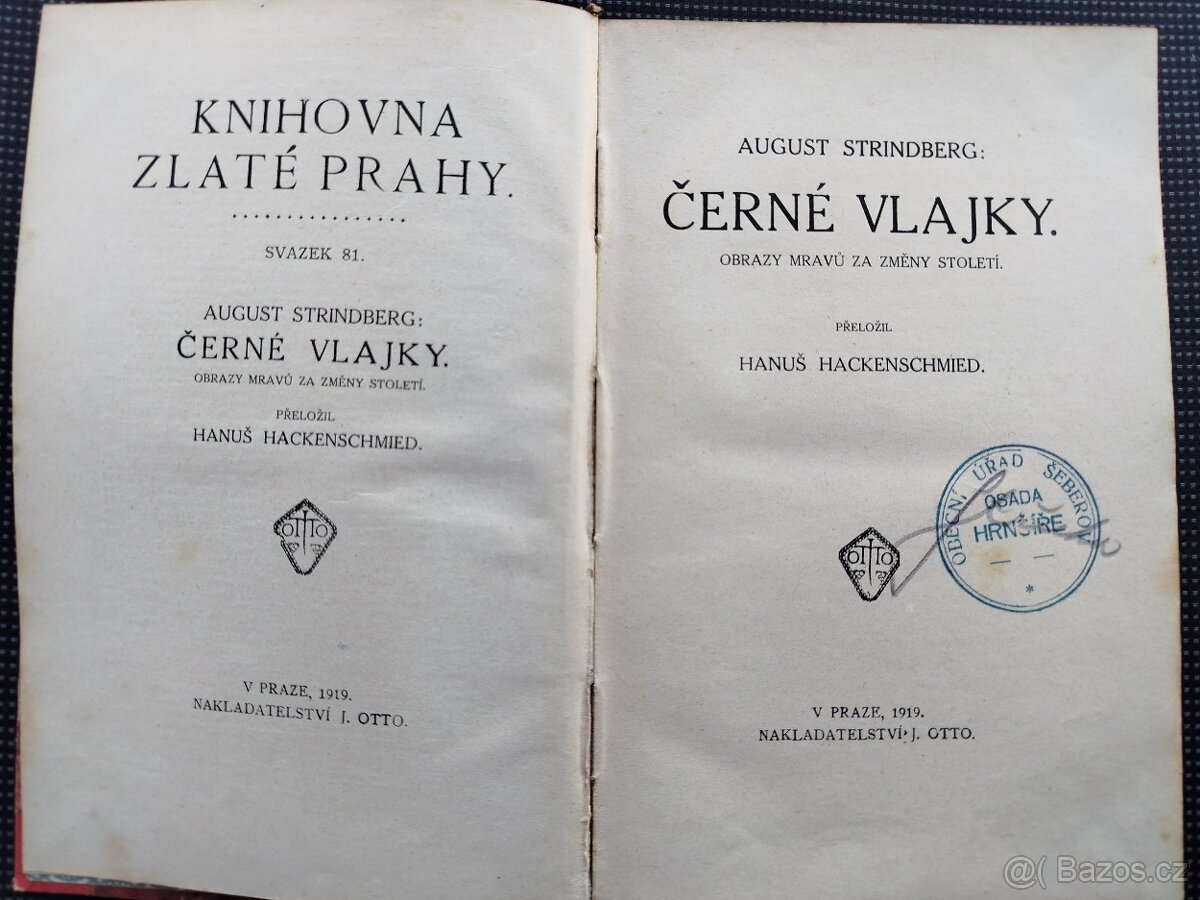 KNIHOVNA
ZLATÉ PRAHY.
SVAZEK 81.
AUGUST STRINDBERG:
ČERNÉ VLAJKY.
OBRAZY MRAVŮ ZA ZMĚNY STOLETÍ.
PŘELOŽIL
HANUŠ HACKENSCHMIED.
OTTO
V PRAZE, 1919.
NAKLADATELSTVÍ J. OTTO.
AUGUST STRINDBERG:
ČERNÉ VLAJKY.
OBRAZY MRAVŮ ZA ZMĚNY STOLETÍ.
PŘELOŽIL
HANUŠ HACKENSCHMIED.
OBECNÍ ÚŘAD ŠEBEROV
OSADA
HRNŠÍŘE
OTTO
V PRAZE, 1919.
NAKLADATELSTVÍ J. OTTO.
@( Bazos.cz